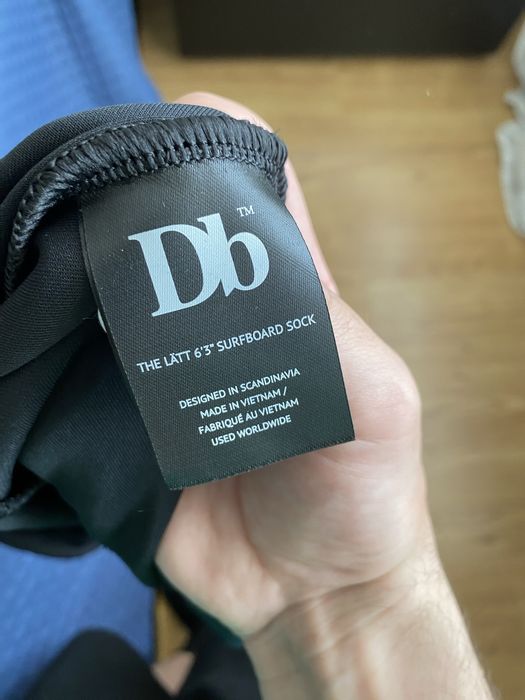 Db™
THE LÄTT 6'3" SURFBOARD SOCK
DESIGNED IN SCANDINAVIA
MADE IN VIETNAM /
FABRIQUÉ AU VIETNAM
USED WORLDWIDE